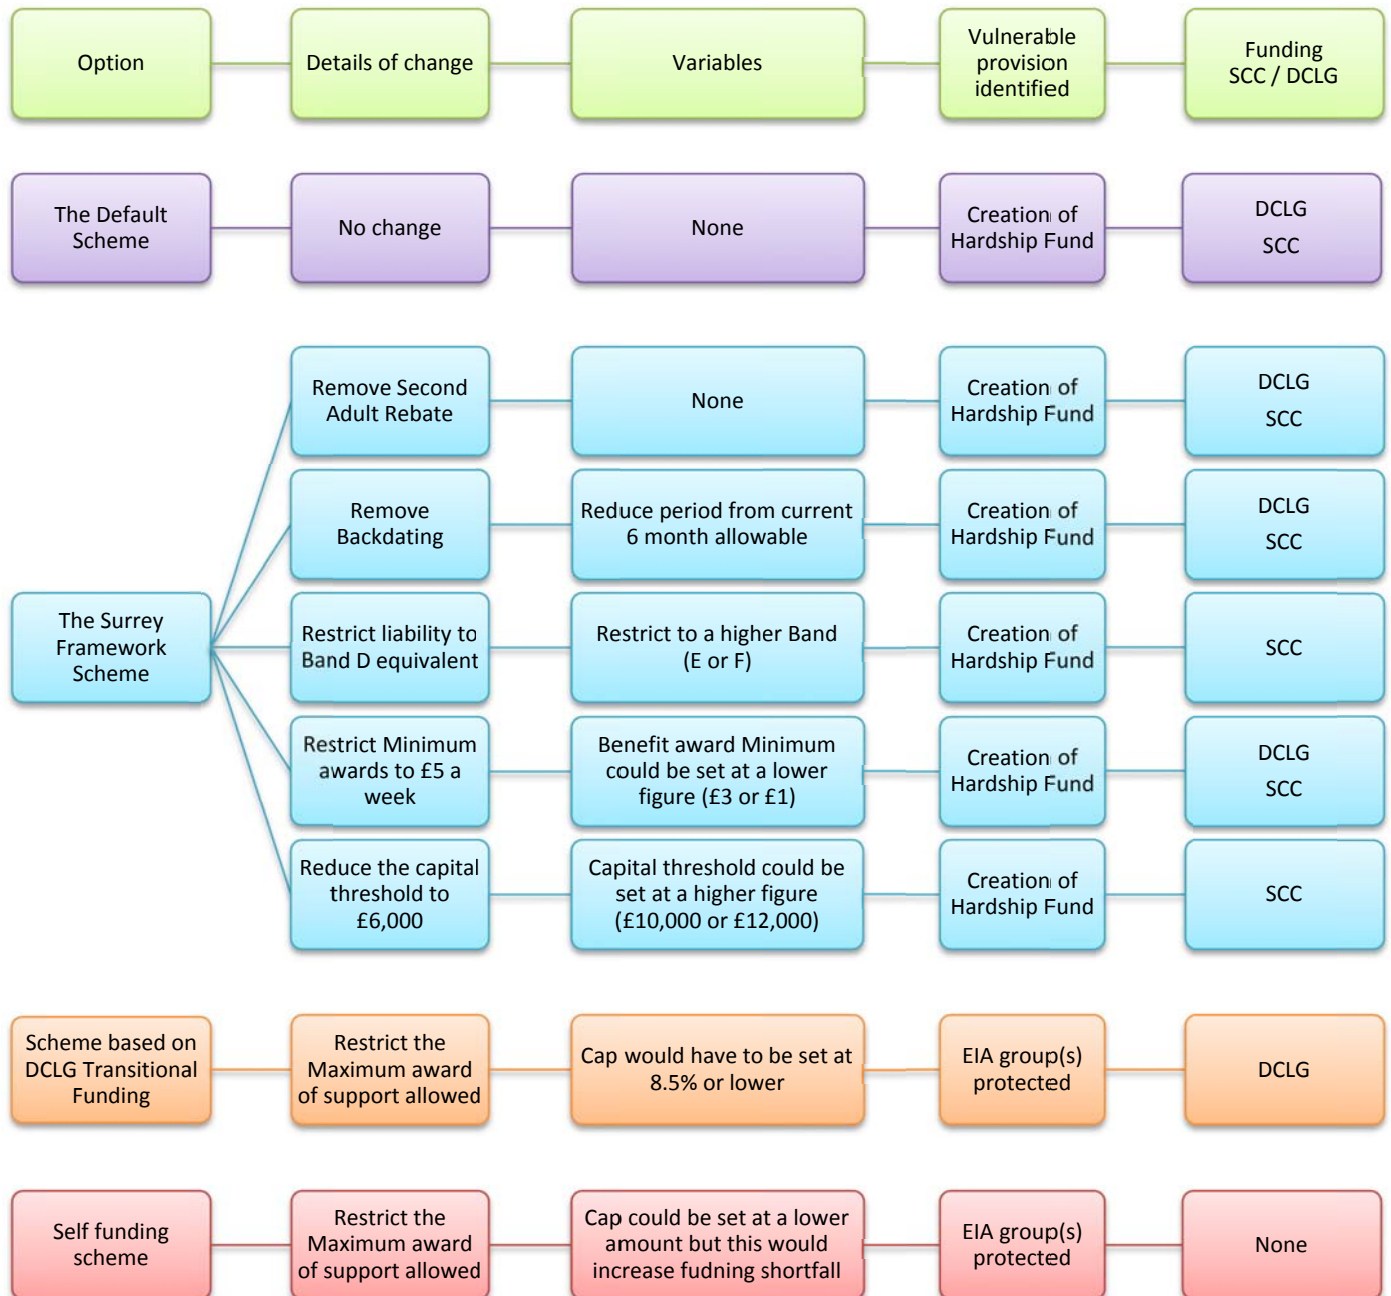 Option
Details of change
Variables
Vulnerable
provision
identified
Funding
SCC / DCLG
The Default
Scheme
No change
None
Creation of
Hardship Fund
DCLG
SCC
The Surrey
Framework
Scheme
Remove Second
Adult Rebate
None
Creation of
Hardship Fund
DCLG
SCC
Remove
Backdating
Reduce period from current
6 month allowable
Creation of
Hardship Fund
DCLG
SCC
Restrict liability to
Band D equivalent
Restrict to a higher Band
(E or F)
Creation of
Hardship Fund
SCC
Restrict Minimum
awards to £5 a
week
Benefit award Minimum
could be set at a lower
figure (£3 or £1)
Creation of
Hardship Fund
DCLG
SCC
Reduce the capital
threshold to
£6,000
Capital threshold could be
set at a higher figure
(£10,000 or £12,000)
Creation of
Hardship Fund
SCC
Scheme based on
DCLG Transitional
Funding
Restrict the
Maximum award
of support allowed
Cap would have to be set at
8.5% or lower
EIA group(s)
protected
DCLG
Self funding
scheme
Restrict the
Maximum award
of support allowed
Cap could be set at a lower
amount but this would
increase fudning shortfall
EIA group(s)
protected
None